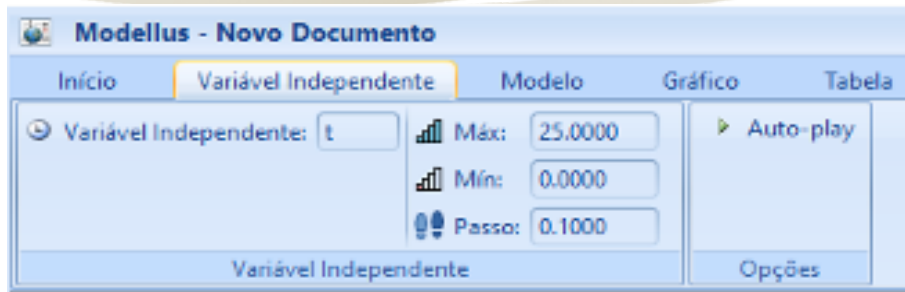 Modellus - Novo Documento
Início Variável Independente Modelo Gráfico Tabela
Variável Independente: t Máx: 25.0000 Auto-play
Mín: 0.0000
Passo: 0.1000
Variável Independente Opções